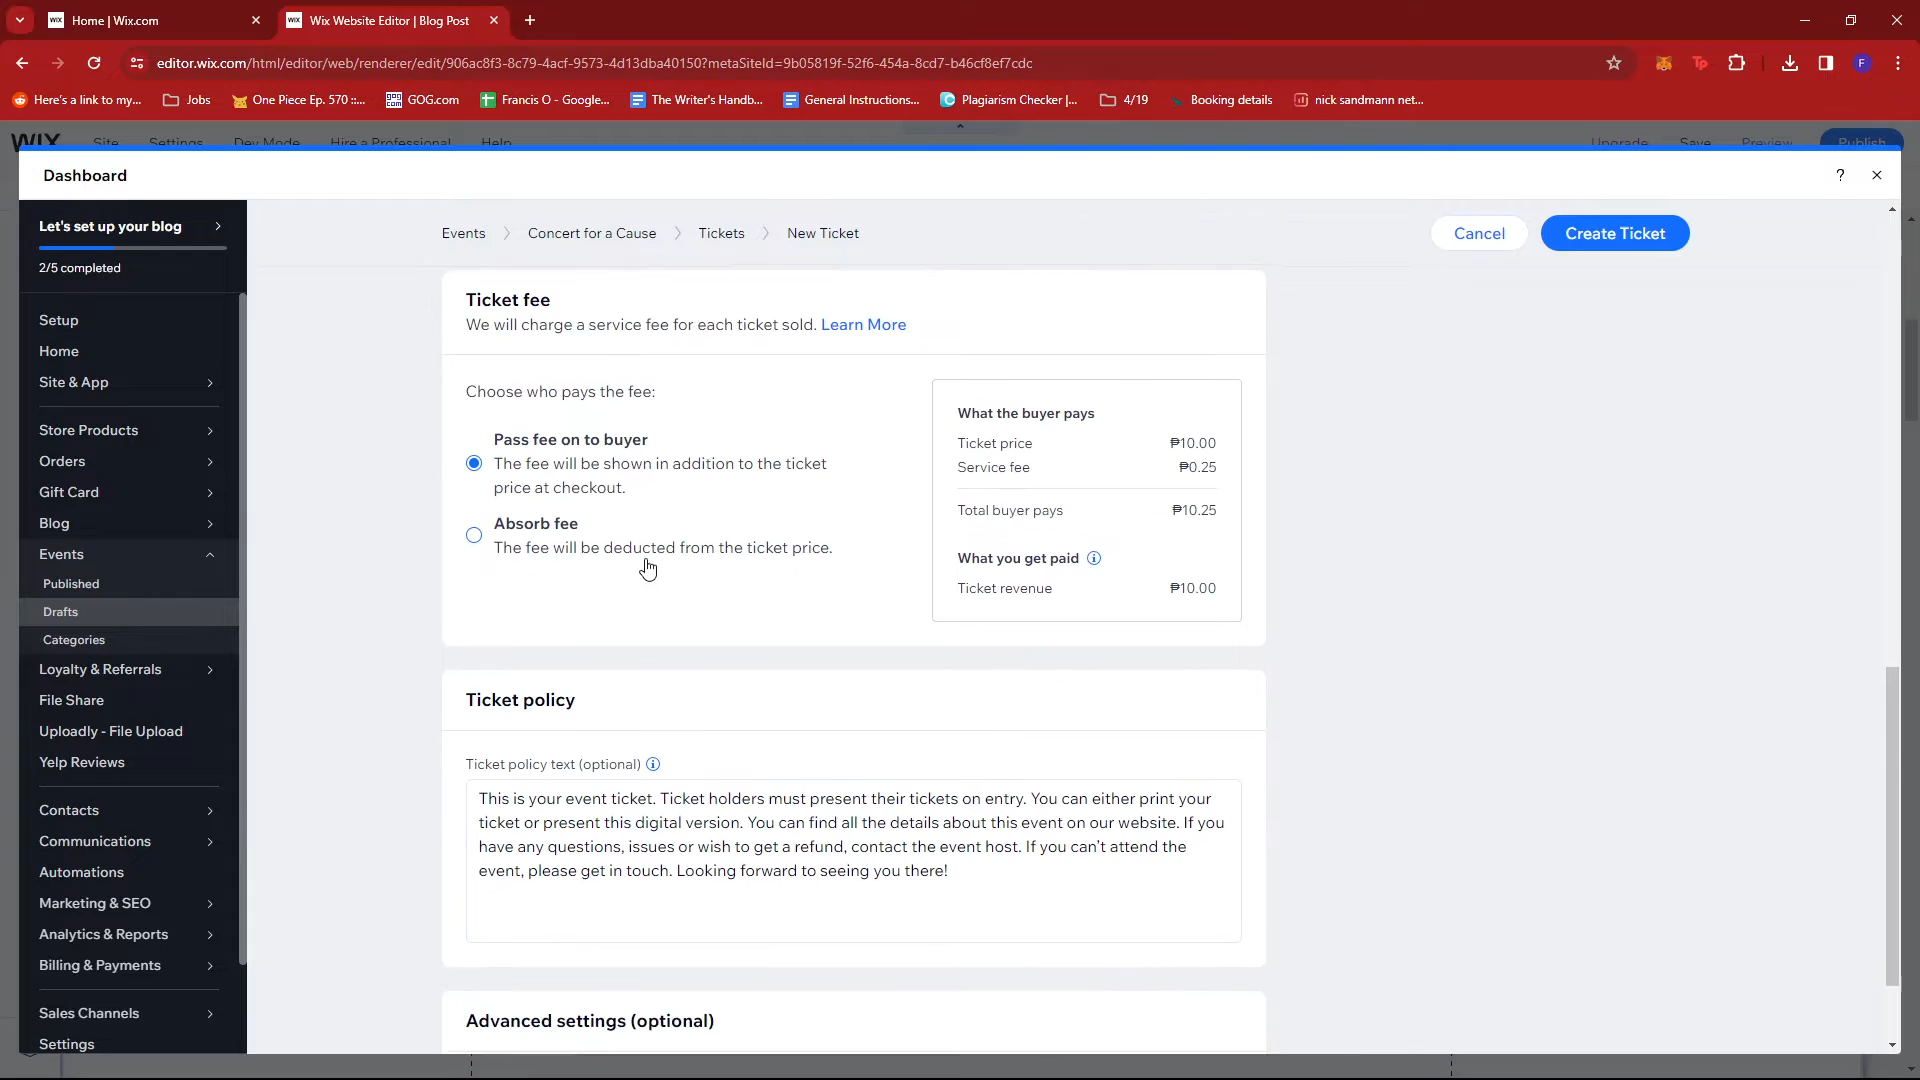 Home | Wix.com
Wix Website Editor | Blog Post
editor.wix.com/html/editor/web/renderer/edit/906ac8f3-8c79-4acf-9573-4d13dba40150?metaSiteId=9b05819f-52f6-454a-8cd7-b46cf8ef7cdc
Tp
F
Here's a link to my...
Jobs
One Piece Ep. 570 ::...
GOG.com
Francis O - Google...
The Writer's Handb...
General Instructions...
Plagiarism Checker |...
4/19
Booking details
nick sandmann net...
WIX
Site
Settings
Dev Mode
Hire a Professional
Help
Upgrade
Save
Preview
Publish
Dashboard
?
Let's set up your blog
2/5 completed
Setup
Home
Site & App
Store Products
Orders
Gift Card
Blog
Events
Published
Drafts
Categories
Loyalty & Referrals
File Share
Uploadly - File Upload
Yelp Reviews
Contacts
Communications
Automations
Marketing & SEO
Analytics & Reports
Billing & Payments
Sales Channels
Settings
Events > Concert for a Cause > Tickets > New Ticket
Cancel
Create Ticket
Ticket fee
We will charge a service fee for each ticket sold. Learn More
Choose who pays the fee:
Pass fee on to buyer
The fee will be shown in addition to the ticket
price at checkout.
Absorb fee
The fee will be deducted from the ticket price.
What the buyer pays
Ticket price ₱10.00
Service fee ₱0.25
Total buyer pays ₱10.25
What you get paid
Ticket revenue ₱10.00
Ticket policy
Ticket policy text (optional)
This is your event ticket. Ticket holders must present their tickets on entry. You can either print your
ticket or present this digital version. You can find all the details about this event on our website. If you
have any questions, issues or wish to get a refund, contact the event host. If you can't attend the
event, please get in touch. Looking forward to seeing you there!
Advanced settings (optional)